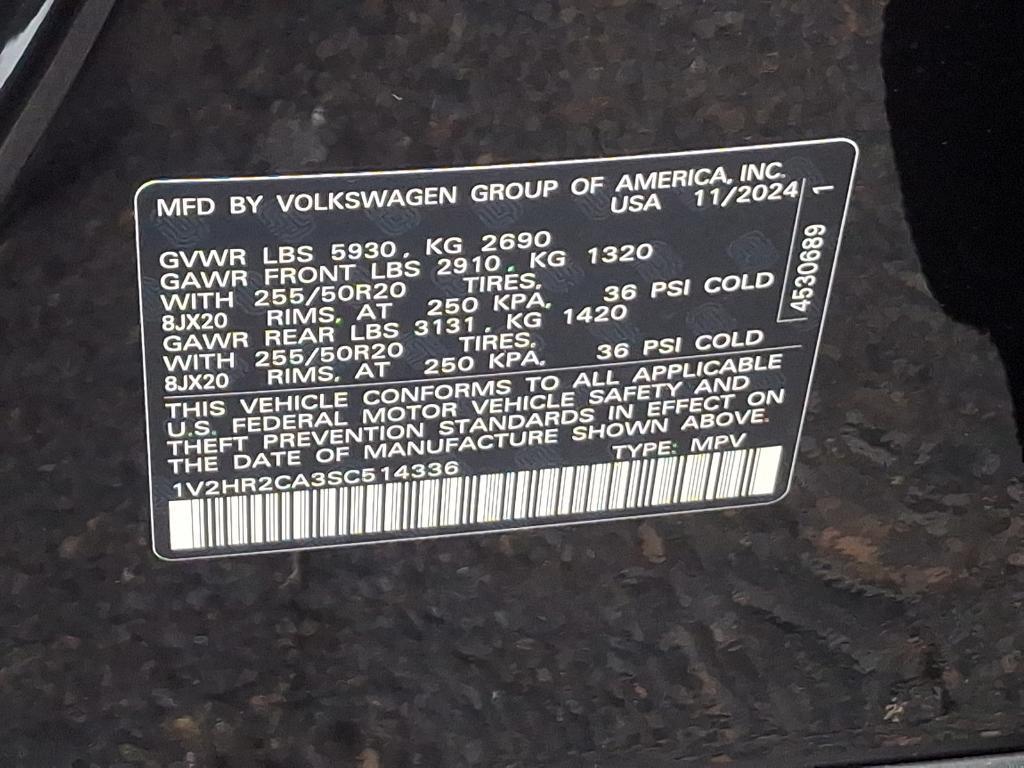 MFD BY VOLKSWAGEN GROUP OF AMERICA, INC.
USA 11/2024
GVWR LBS 5930, KG 2690
GAWR FRONT LBS 2910, KG 1320
WITH 255/50R20 TIRES,
8JX20 RIMS, AT 250 KPA, 36 PSI COLD
GAWR REAR LBS 3131, KG 1420
WITH 255/50R20 TIRES,
8JX20 RIMS, AT 250 KPA, 36 PSI COLD
THIS VEHICLE CONFORMS TO ALL APPLICABLE
U.S. FEDERAL MOTOR VEHICLE SAFETY AND
THEFT PREVENTION STANDARDS IN EFFECT ON
THE DATE OF MANUFACTURE SHOWN ABOVE.
1V2HR2CA3SC514336 TYPE: MPV
4530689 1